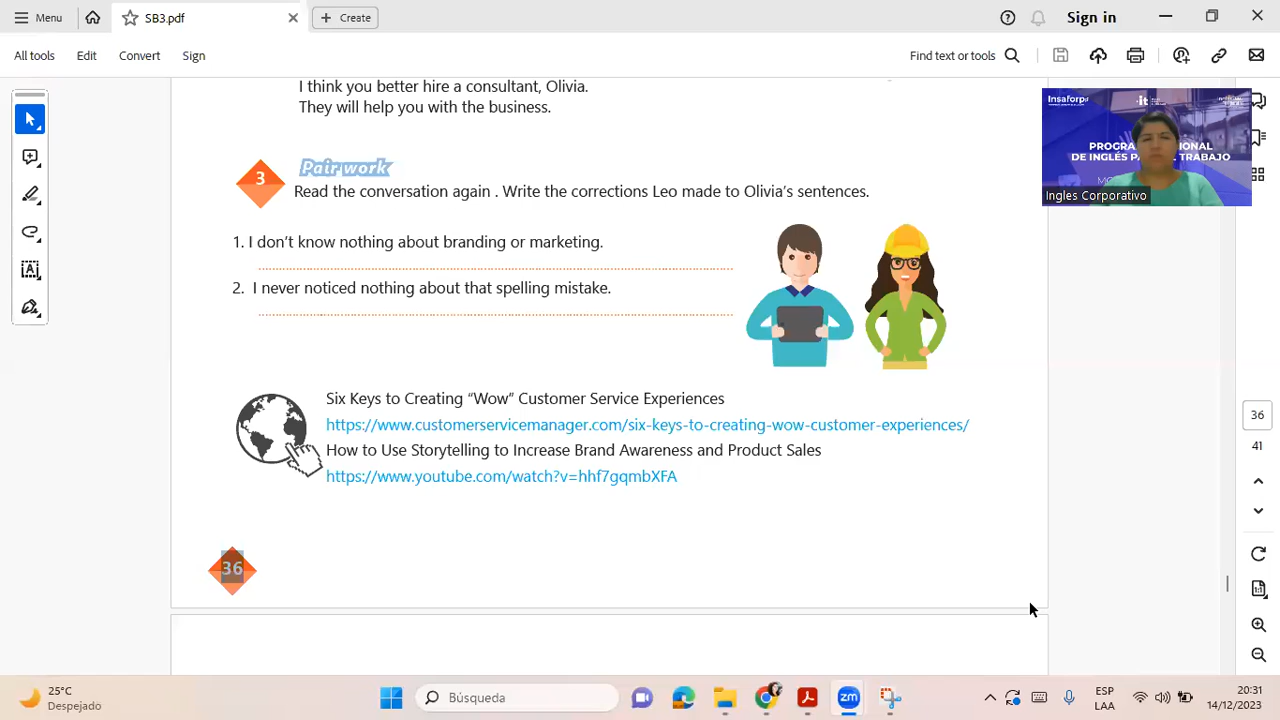 Menu
SB3.pdf
Create
Sign in
All tools
Edit
Convert
Sign
Find text or tools
I think you better hire a consultant, Olivia.
They will help you with the business.
3
Pair work
Read the conversation again . Write the corrections Leo made to Olivia's sentences.
1. I don't know nothing about branding or marketing.
2. I never noticed nothing about that spelling mistake.
Six Keys to Creating “Wow” Customer Service Experiences
https://www.customerservicemanager.com/six-keys-to-creating-wow-customer-experiences/
How to Use Storytelling to Increase Brand Awareness and Product Sales
https://www.youtube.com/watch?v=hhf7gqmbXFA
36
Insaforp
DE INGLÉS
TRABAJO
Ingles Corporativo
36
41
25°C
Despejado
Búsqueda
ESP
LAA
20:31
14/12/2023